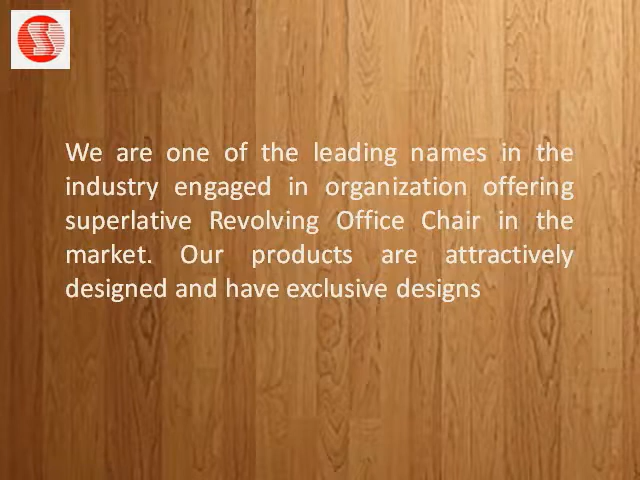 We are one of the leading names in the
industry engaged in organization offering
superlative Revolving Office Chair in the
market. Our products are attractively
designed and have exclusive designs